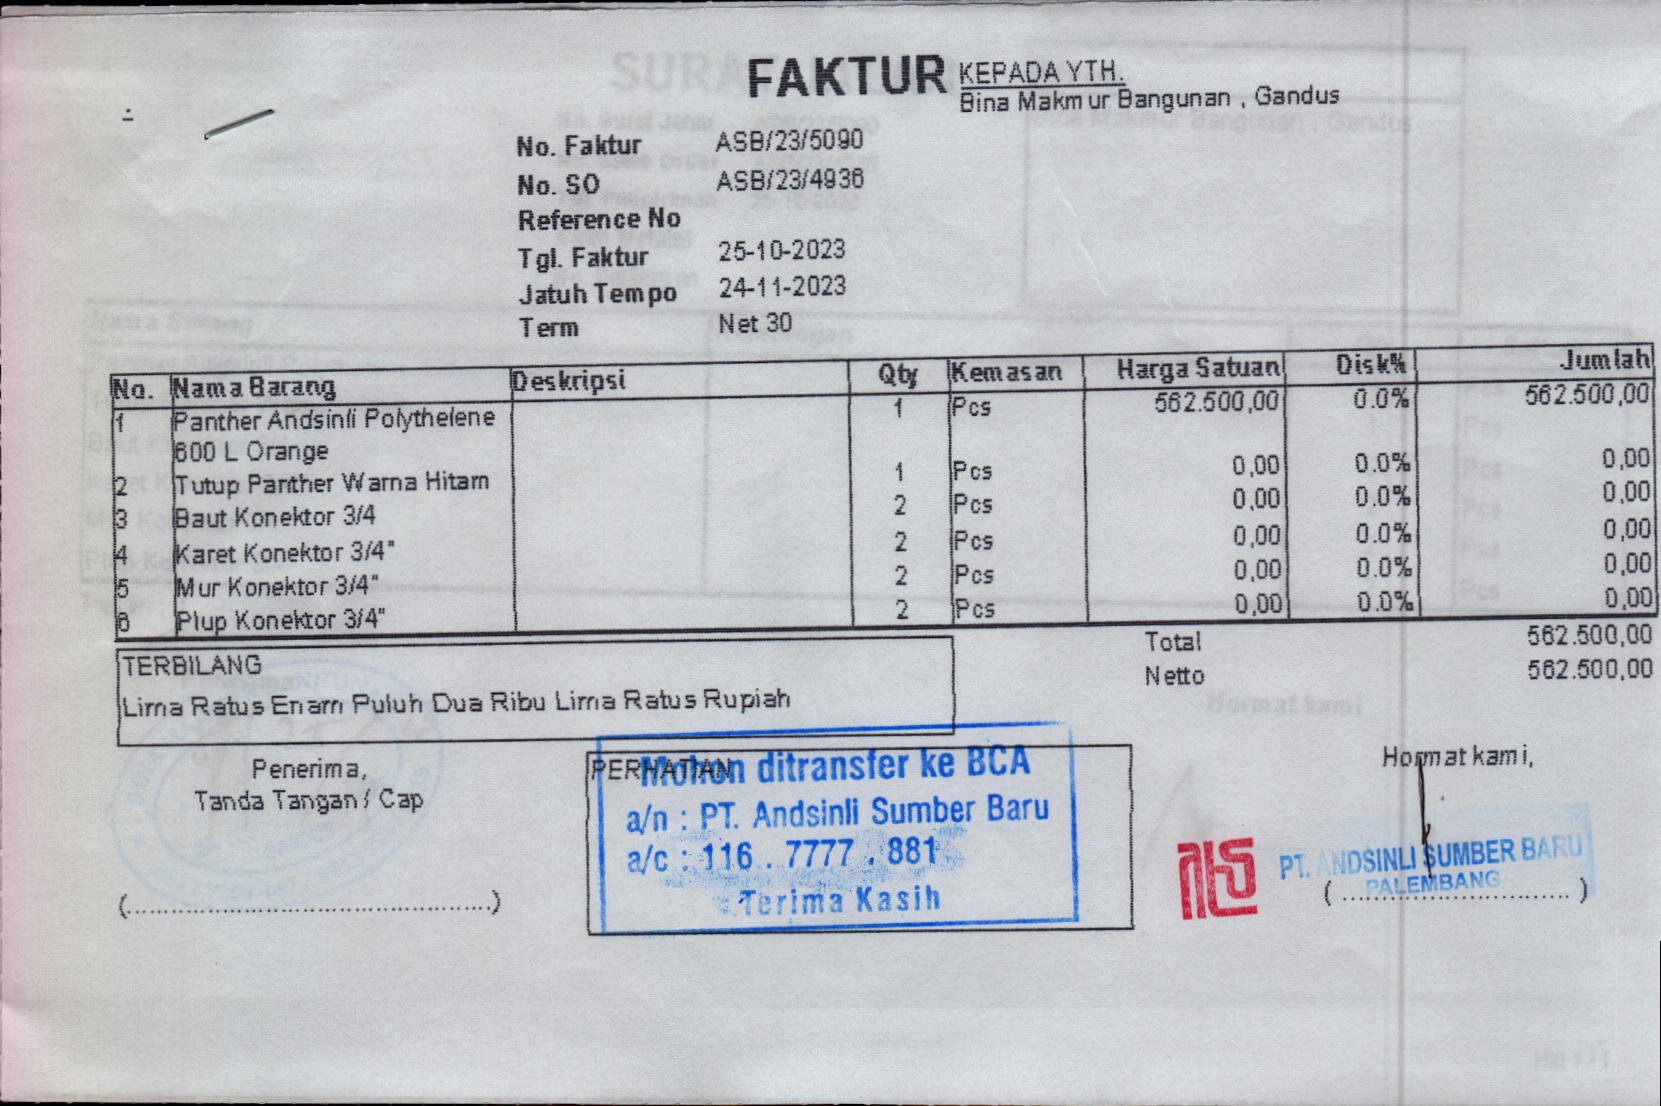 FAKTUR
KEPADA YTH.
Bina Makmur Bangunan , Gandus
No. Faktur ASB/23/5090
No. SO ASB/23/4936
Reference No
Tgl. Faktur 25-10-2023
Jatuh Tempo 24-11-2023
Term Net 30
No. Nama Barang Deskripsi Qty Kemasan Harga Satuan Disk% Jumlah
1 Panther Andsinli Polythelene 1 Pcs 562.500,00 0.0% 562.500,00
600 L Orange
2 Tutup Panther Warna Hitam 1 Pcs 0,00 0.0% 0,00
3 Baut Konektor 3/4 2 Pcs 0,00 0.0% 0,00
4 Karet Konektor 3/4" 2 Pcs 0,00 0.0% 0,00
5 Mur Konektor 3/4" 2 Pcs 0,00 0.0% 0,00
6 Plup Konektor 3/4" 2 Pcs 0,00 0.0% 0,00
Total 562.500,00
Netto 562.500,00
TERBILANG
Lima Ratus Enam Puluh Dua Ribu Lima Ratus Rupiah
Penerima,
Tanda Tangan / Cap
(..................................................)
PERHATIAN
Mohon ditransfer ke BCA
a/n : PT. Andsinli Sumber Baru
a/c : 116 . 7777 . 881
Terima Kasih
Hormat kami,
PT. ANDSINLI SUMBER BARU
PALEMBANG
(................................)